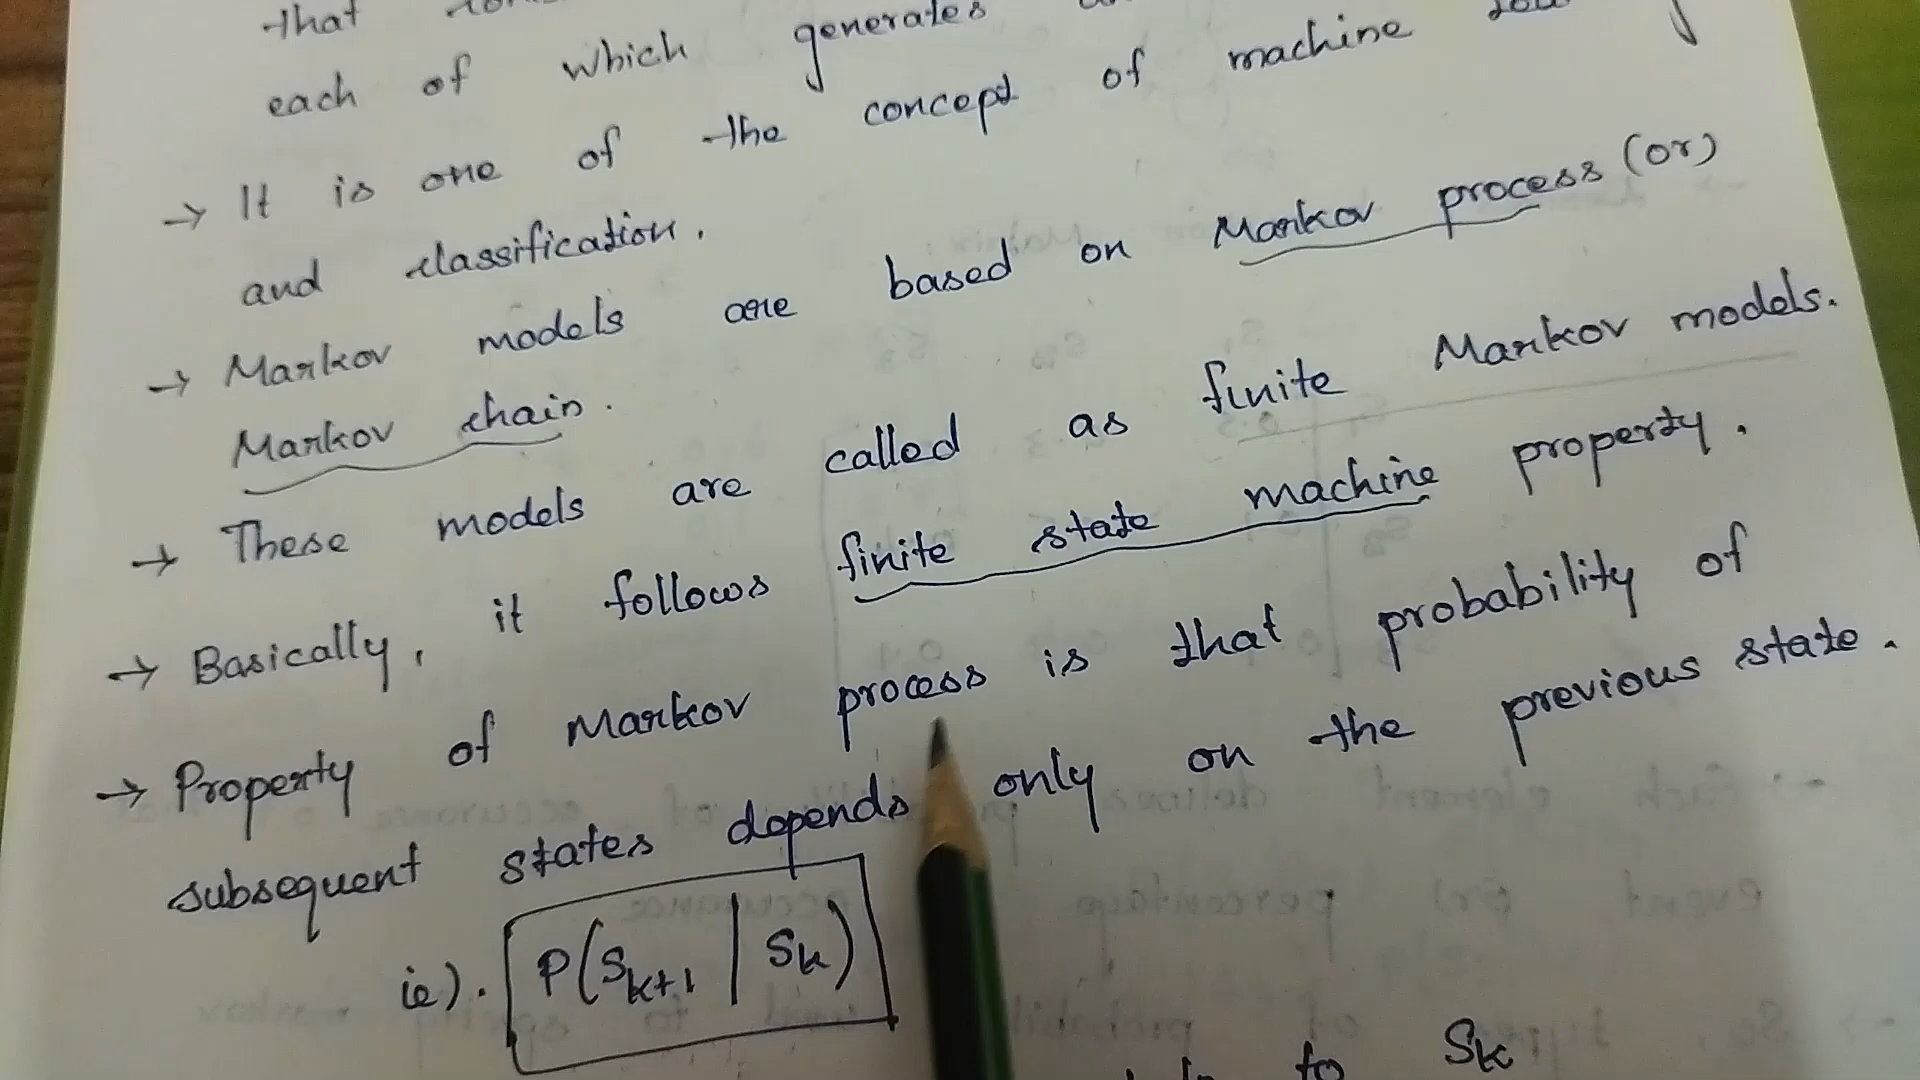 that
each of which generates
→ It is one of the concept of machine
and classification.
→ Markov models are based on Markov process (or)
Markov chain.
→ These models are called as finite Markov models.
→ Basically, it follows finite state machine property.
→ Property of Markov process is that probability of
subsequent states depends only on the previous state.
ie). P(Sk+1 | Sk)
to Sk